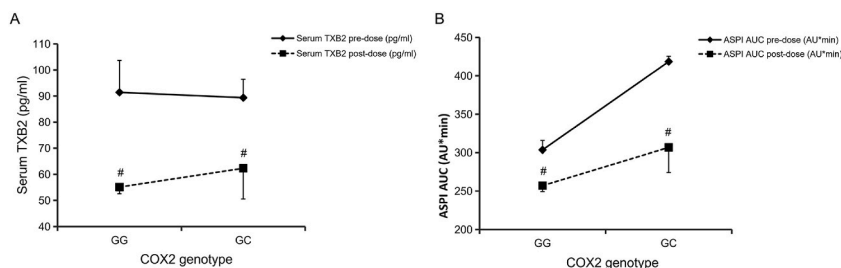 A
Serum TXB2 pre-dose (pg/ml)
Serum TXB2 post-dose (pg/ml)
110
100
90
80
70
60
50
40
Serum TXB2 (pg/ml)
#
#
GG
GC
COX2 genotype
B
ASPI AUC pre-dose (AU*min)
ASPI AUC post-dose (AU*min)
450
400
350
300
250
200
ASPI AUC (AU*min)
#
#
GG
GC
COX2 genotype